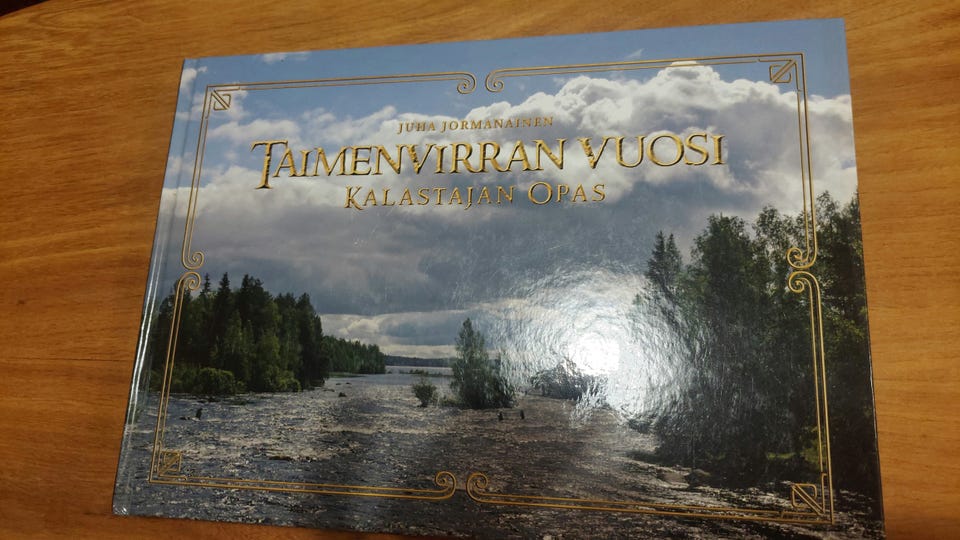 JUHA JORMANAINEN
TAIMENVIRRAN VUOSI
KALASTAJAN OPAS